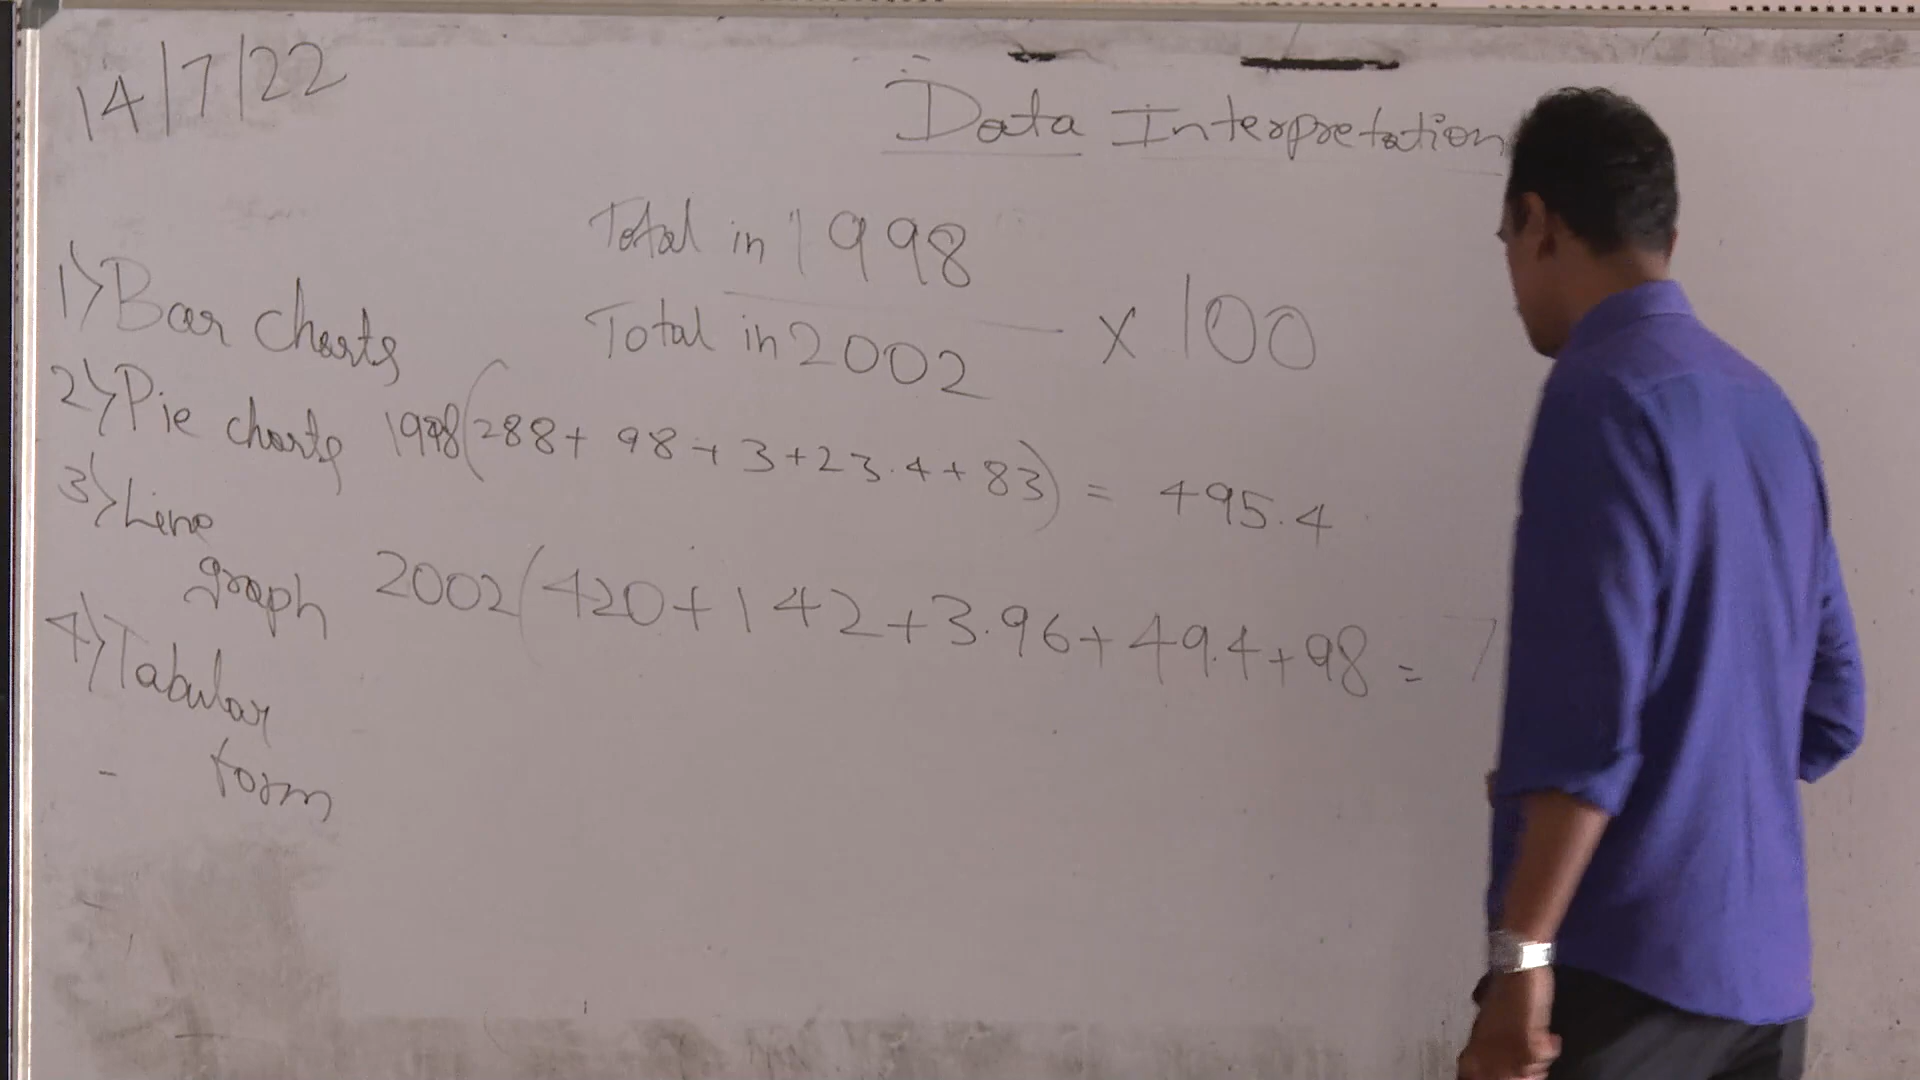 14/7/22
Data Interpretation
1) Bar charts
2) Pie charts
3) Line
graph
4) Tabular
- form
Total in 1998
Total in 2002
x 100
1998(288+ 98+3+23.4+83) = 495.4
2002(420+142+3.96+49.4+98 = 7